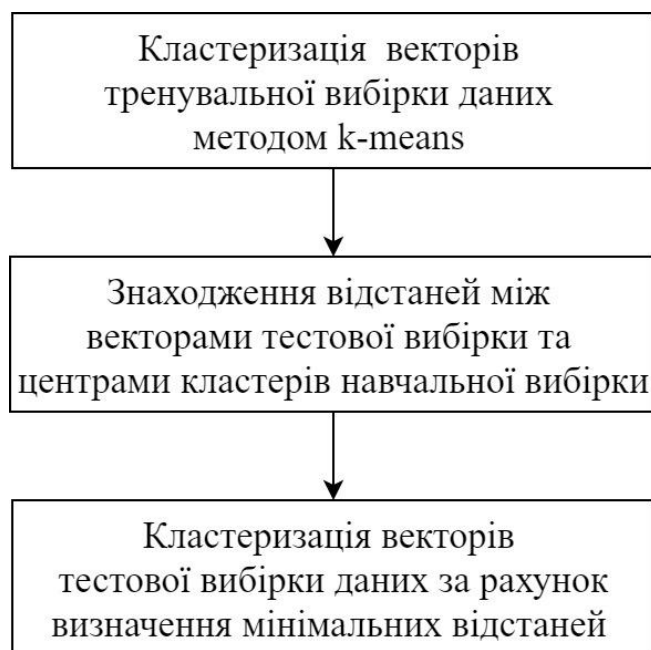 Кластеризація векторів
тренувальної вибірки даних
методом k-means
Знаходження відстаней між
векторами тестової вибірки та
центрами кластерів навчальної вибірки
Кластеризація векторів
тестової вибірки даних за рахунок
визначення мінімальних відстаней